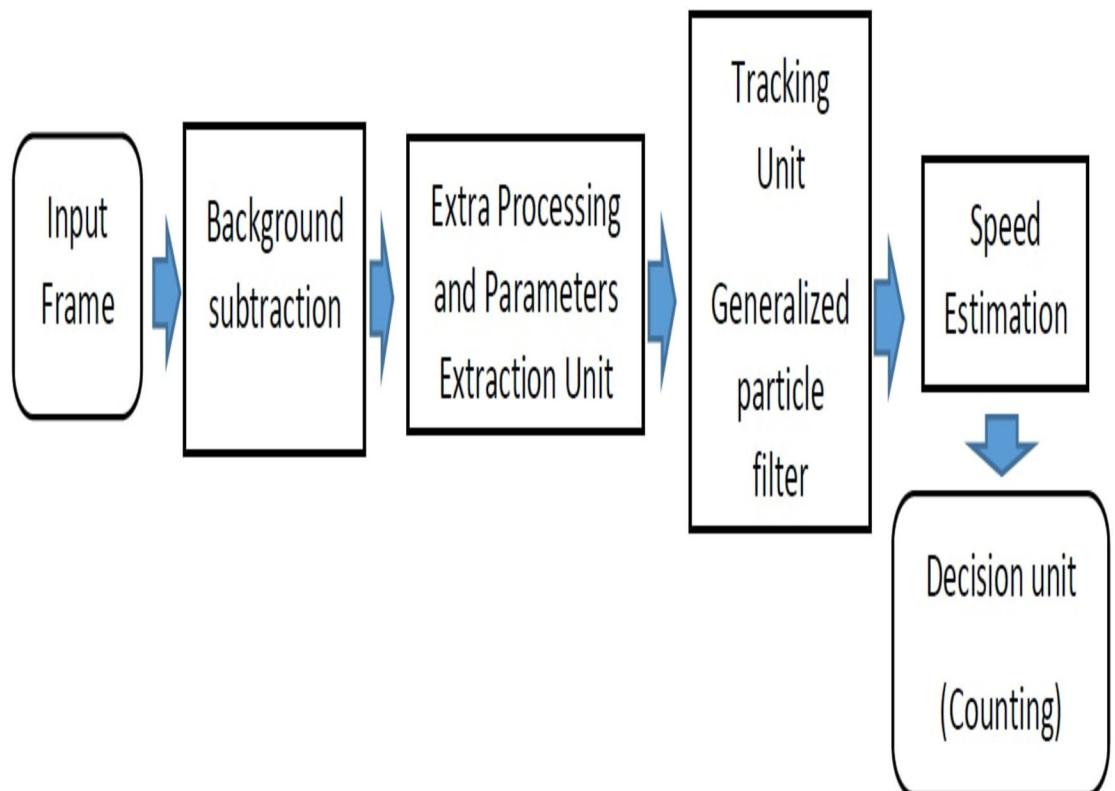 Input
Frame
Background
subtraction
Extra Processing
and Parameters
Extraction Unit
Tracking
Unit
Generalized
particle
filter
Speed
Estimation
Decision unit
(Counting)